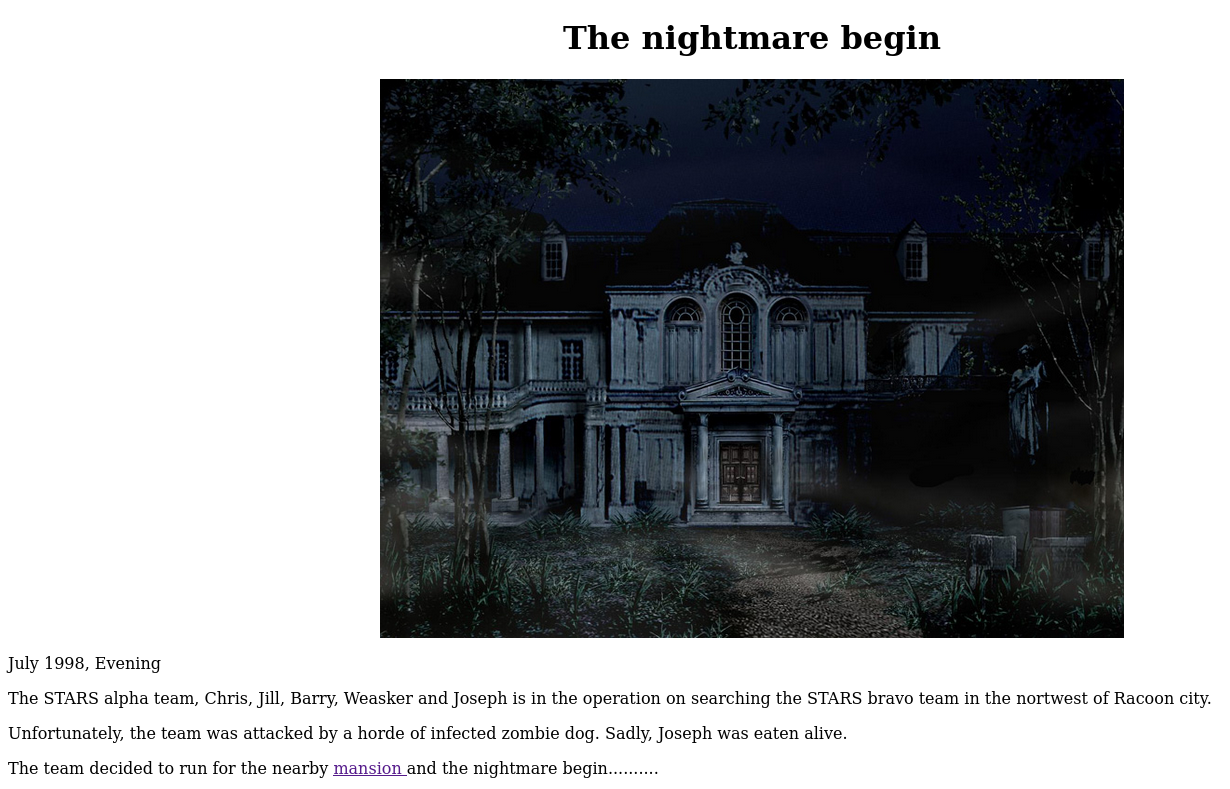 The nightmare begin
July 1998, Evening
The STARS alpha team, Chris, Jill, Barry, Weasker and Joseph is in the operation on searching the STARS bravo team in the nortwest of Racoon city.
Unfortunately, the team was attacked by a horde of infected zombie dog. Sadly, Joseph was eaten alive.
The team decided to run for the nearby mansion and the nightmare begin..........